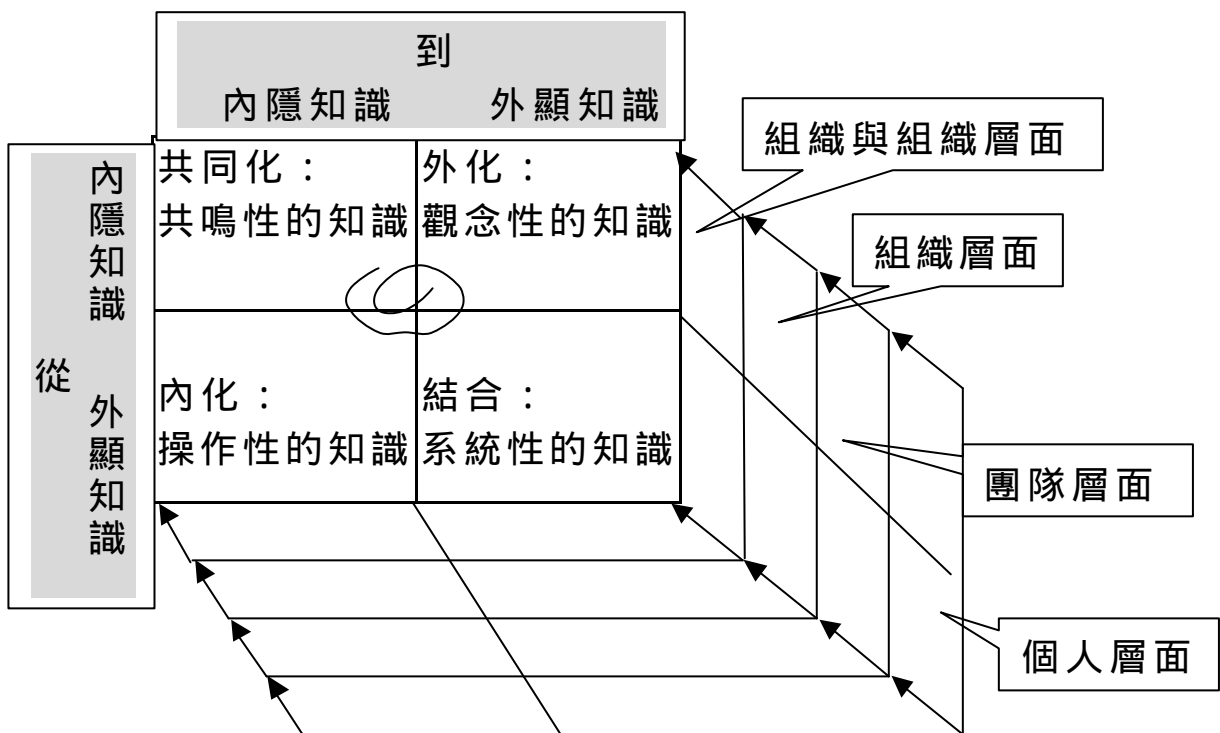 到
內隱知識 外顯知識
組織與組織層面
內隱知識 外顯知識
從
共同化：
共鳴性的知識
外化：
觀念性的知識
組織層面
內化：
操作性的知識
結合：
系統性的知識
團隊層面
個人層面